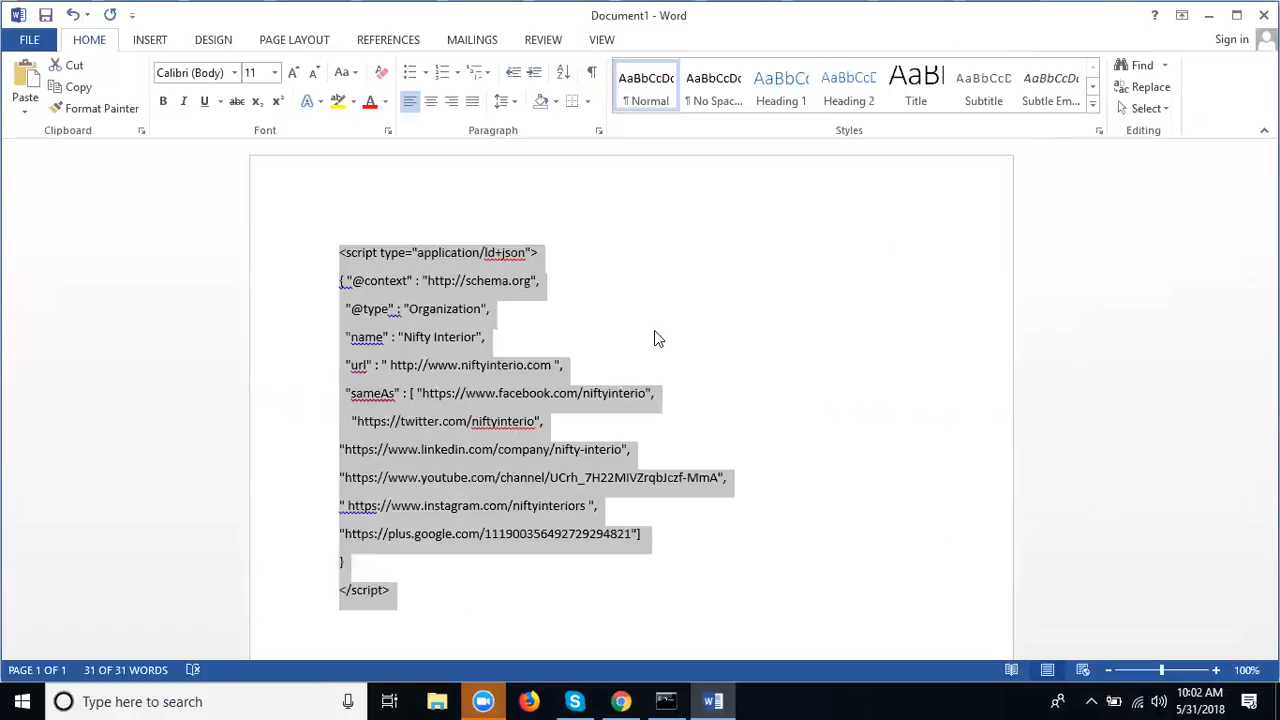 Document1 - Word
Sign in
FILE HOME INSERT DESIGN PAGE LAYOUT REFERENCES MAILINGS REVIEW VIEW
Paste
Cut
Copy
Format Painter
Clipboard
Calibri (Body) 11
Font
Paragraph
AaBbCcDc AaBbCcDc AaBbCc AaBbCcD AaBl AaBbCcD AaBbCcDc
¶ Normal ¶ No Spac... Heading 1 Heading 2 Title Subtitle Subtle Em...
Styles
Find
Replace
Select
Editing
<script type="application/ld+json">
{ "@context" : "http://schema.org",
"@type" : "Organization",
"name" : "Nifty Interior",
"url" : " http://www.niftyinterio.com ",
"sameAs" : [ "https://www.facebook.com/niftyinterio",
"https://twitter.com/niftyinterio",
"https://www.linkedin.com/company/nifty-interio",
"https://www.youtube.com/channel/UCrh_7H22MIVZrqbJczf-MmA",
" https://www.instagram.com/niftyinteriors ",
"https://plus.google.com/111900356492729294821"]
}
</script>
PAGE 1 OF 1 31 OF 31 WORDS
100%
Type here to search
10:02 AM
5/31/2018